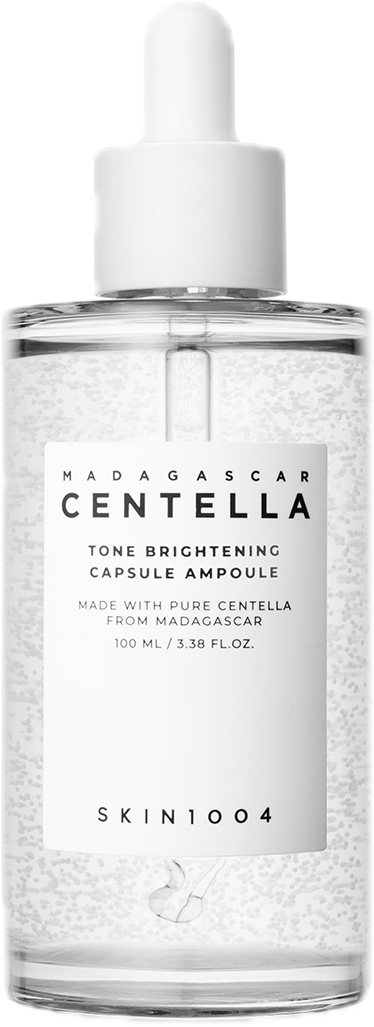 MADAGASCAR
CENTELLA
TONE BRIGHTENING
CAPSULE AMPOULE
MADE WITH PURE CENTELLA
FROM MADAGASCAR
100 ML / 3.38 FL.OZ.
SKIN1004